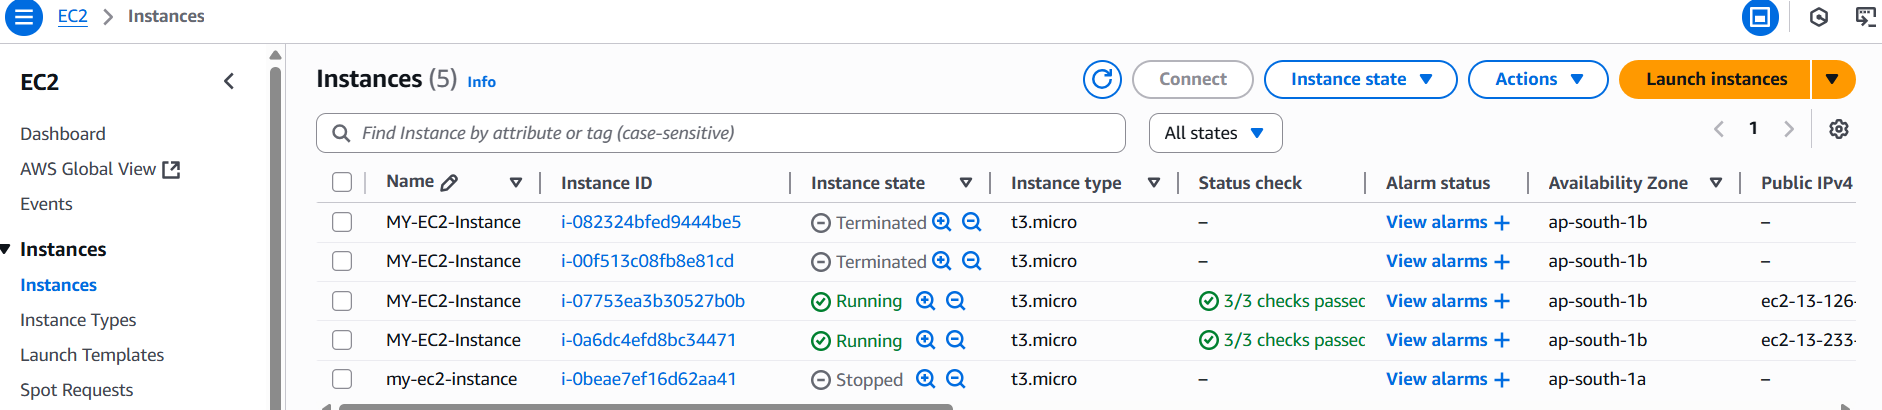 EC2 > Instances
EC2
Dashboard
AWS Global View
Events
Instances
Instances
Instance Types
Launch Templates
Spot Requests
Instances (5) Info
Connect
Instance state
Actions
Launch instances
Find Instance by attribute or tag (case-sensitive)
All states
1
Name Instance ID Instance state Instance type Status check Alarm status Availability Zone Public IPv4
MY-EC2-Instance i-082324bfed9444be5 Terminated t3.micro – View alarms + ap-south-1b –
MY-EC2-Instance i-00f513c08fb8e81cd Terminated t3.micro – View alarms + ap-south-1b –
MY-EC2-Instance i-07753ea3b30527b0b Running t3.micro 3/3 checks passed View alarms + ap-south-1b ec2-13-126-
MY-EC2-Instance i-0a6dc4efd8bc34471 Running t3.micro 3/3 checks passed View alarms + ap-south-1b ec2-13-233-
my-ec2-instance i-0beae7ef16d62aa41 Stopped t3.micro – View alarms + ap-south-1a –